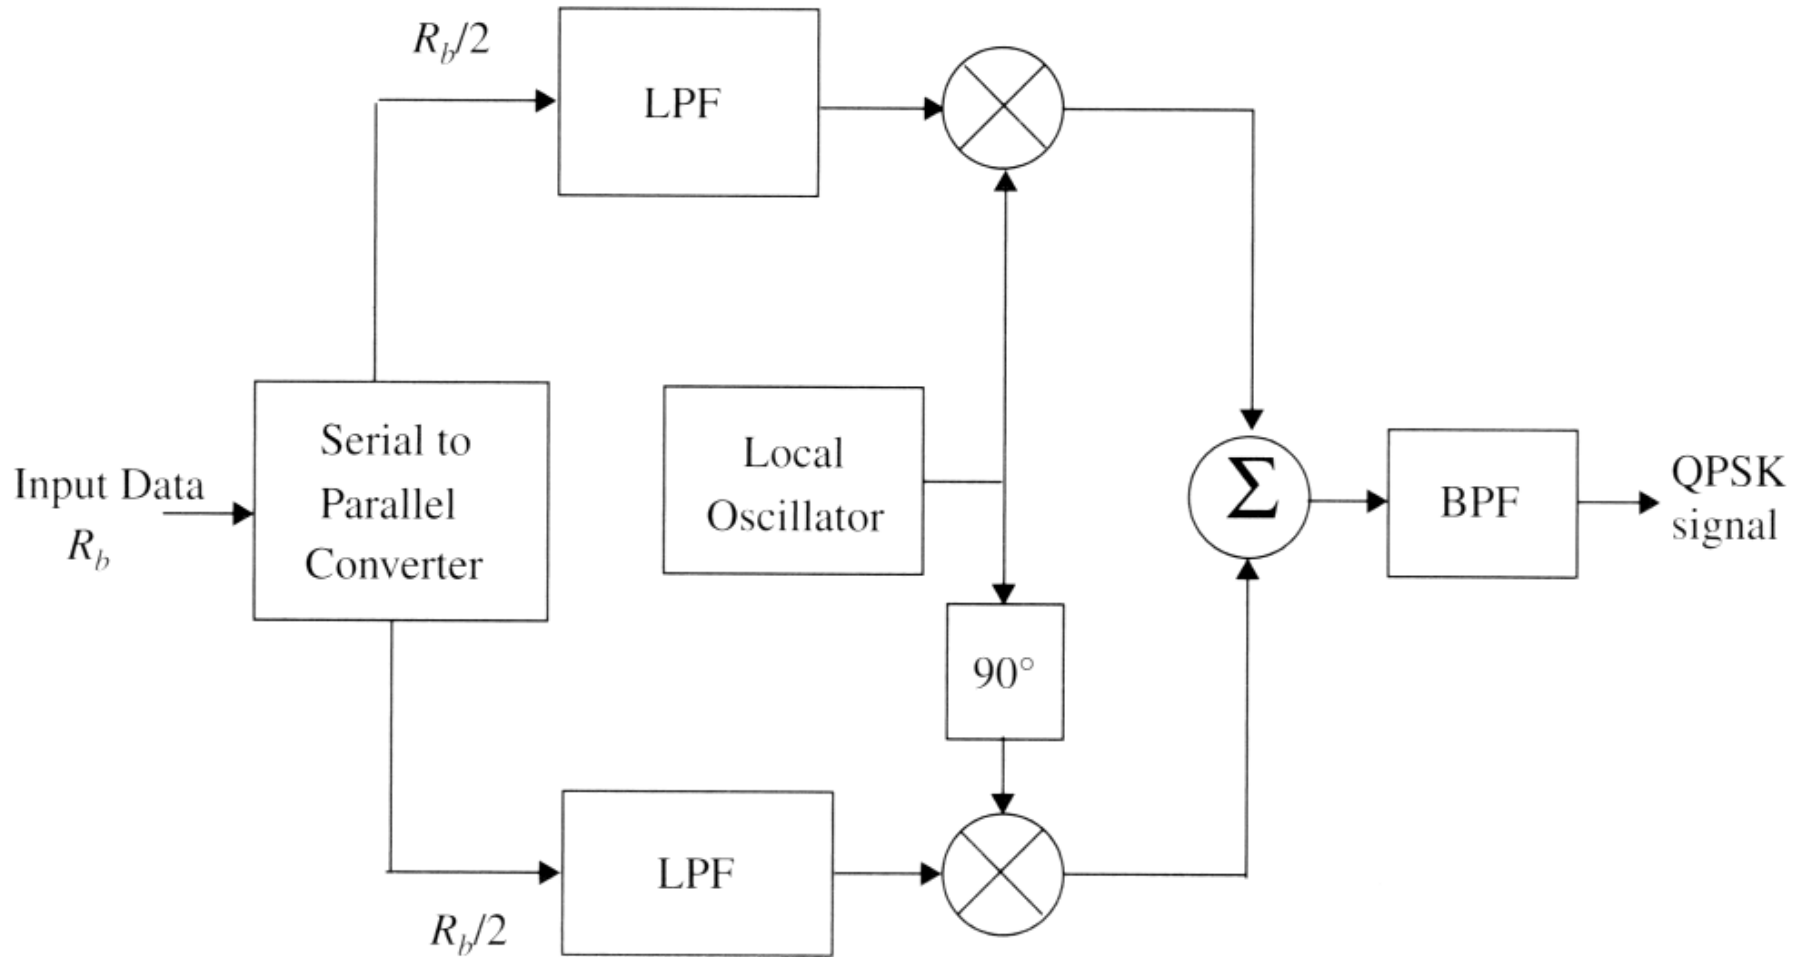 R_b/2
LPF
Serial to
Parallel
Converter
Input Data
R_b
Local
Oscillator
Σ
BPF
QPSK
signal
90°
LPF
R_b/2